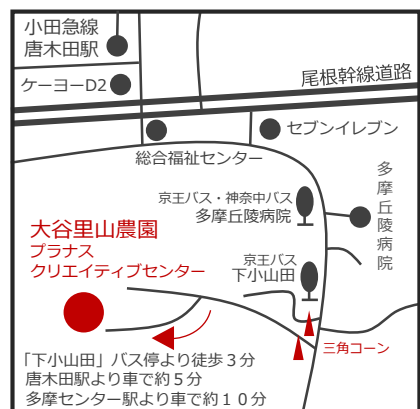 小田急線
唐木田駅
ケーヨーD2
尾根幹線道路
セブンイレブン
総合福祉センター
京王バス・神奈中バス
多摩丘陵病院
多摩丘陵病院
大谷里山農園
プラナス
クリエイティブセンター
京王バス
下小山田
三角コーン
「下小山田」バス停より徒歩３分
唐木田駅より車で約５分
多摩センター駅より車で約１０分